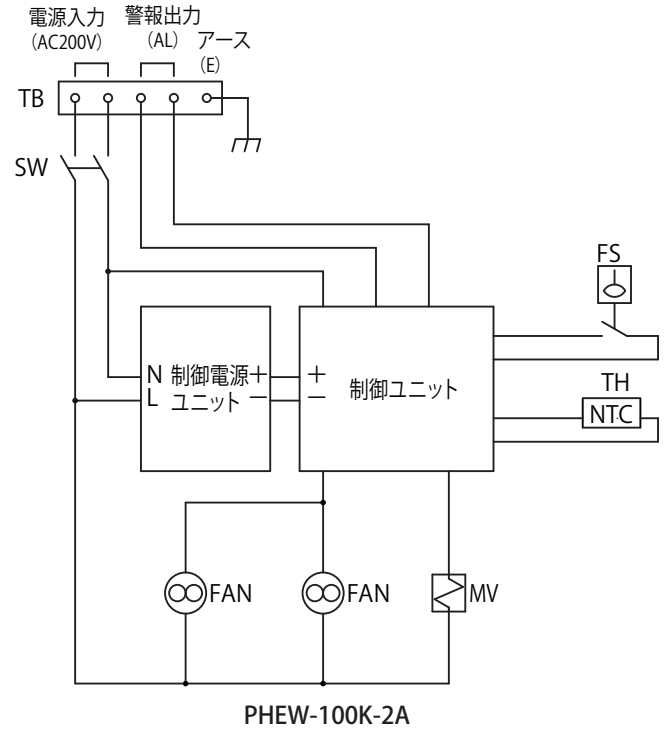 電源入力
(AC200V)
警報出力
(AL)
アース
(E)
TB
SW
FS
N 制御電源 +
L ユニット −
+
−
制御ユニット
TH
NTC
FAN
FAN
MV
PHEW-100K-2A